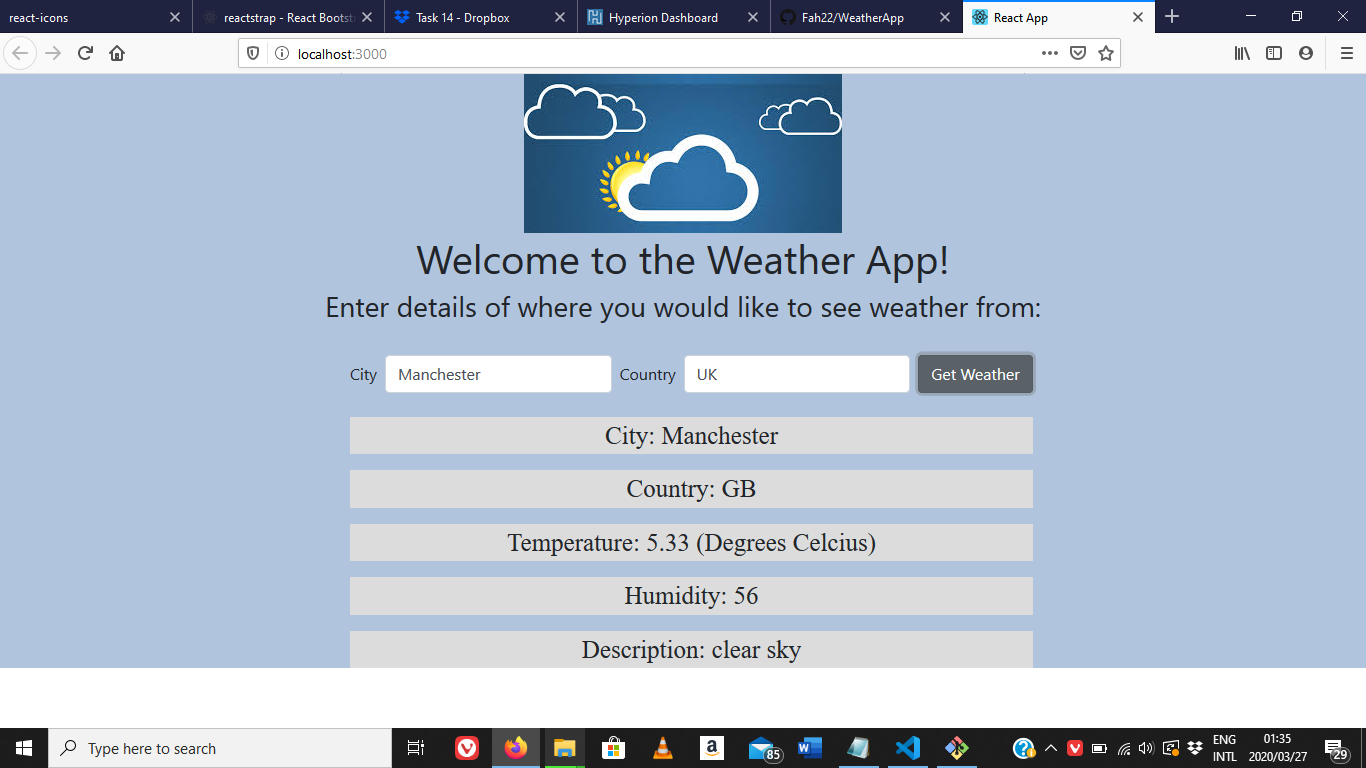 react-icons
reactstrap - React Bootst
Task 14 - Dropbox
Hyperion Dashboard
Fah22/WeatherApp
React App
localhost:3000
Welcome to the Weather App!
Enter details of where you would like to see weather from:
City Manchester Country UK Get Weather
City: Manchester
Country: GB
Temperature: 5.33 (Degrees Celcius)
Humidity: 56
Description: clear sky
Type here to search
85
ENG
INTL
01:35
2020/03/27
29